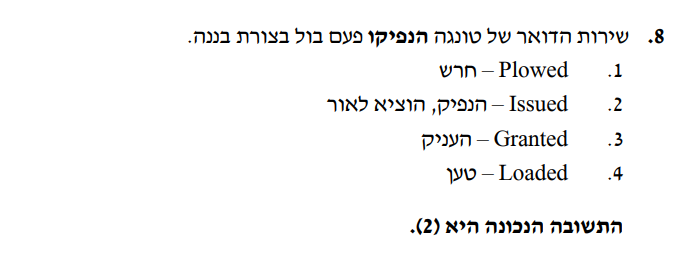 8. שירות הדואר של טונגה הנפיקו פעם בול בצורת בננה.
1. Plowed – חרש
2. Issued – הנפיק, הוציא לאור
3. Granted – העניק
4. Loaded – טען
התשובה הנכונה היא (2).